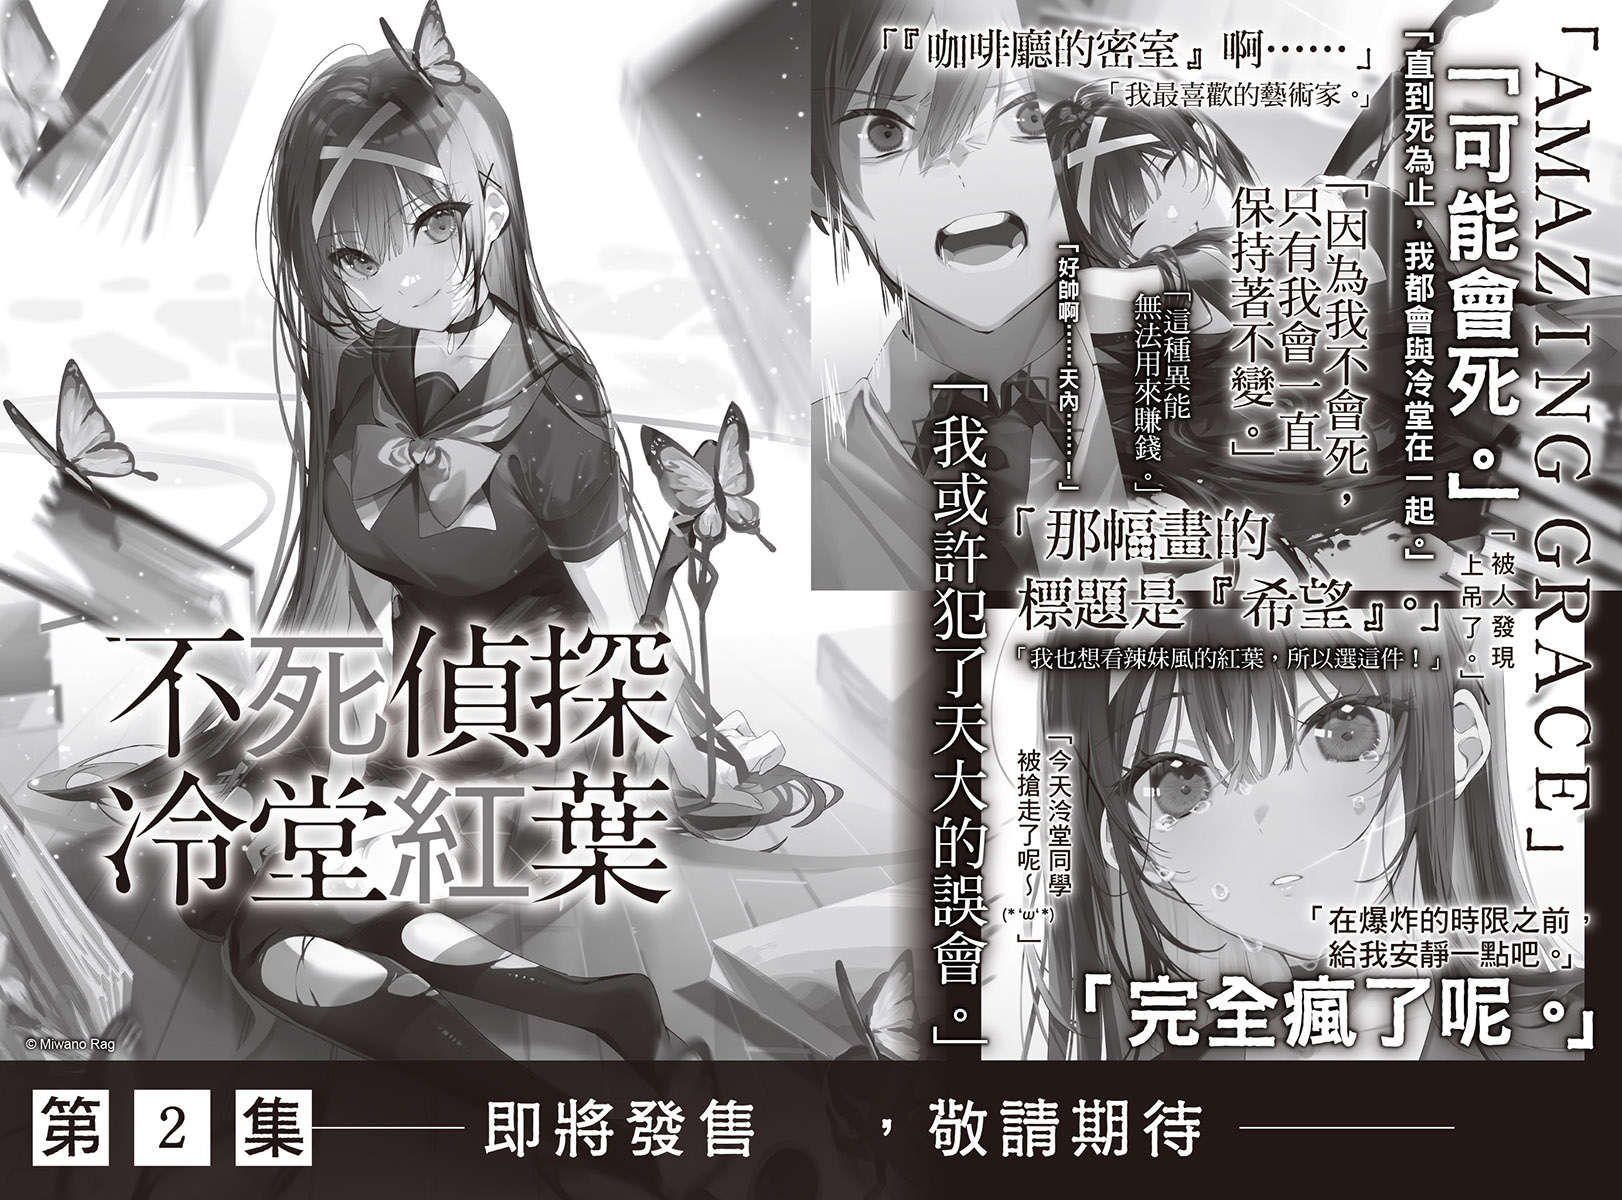 「AMAZING GRACE」
「可能會死。」
「直到死為止，我都會與冷堂在一起。」
「被人發現
上吊了。」
「『咖啡廳的密室』啊……」
「我最喜歡的藝術家。」
「因為我不會死，
只有我會一直
保持著不變。」
「這種異能
無法用來賺錢。」
「好帥啊……天內……！」
「我或許犯了天大的誤會。」
「那幅畫的
標題是『希望』。」
「我也想看辣妹風的紅葉，所以選這件！」
「今天冷堂同學
被搶走了呢～
(*‘ω‘*)」
「在爆炸的時限之前，
給我安靜一點吧。」
「完全瘋了呢。」
不死偵探
冷堂紅葉
© Miwano Rag
第2集 即將發售，敬請期待